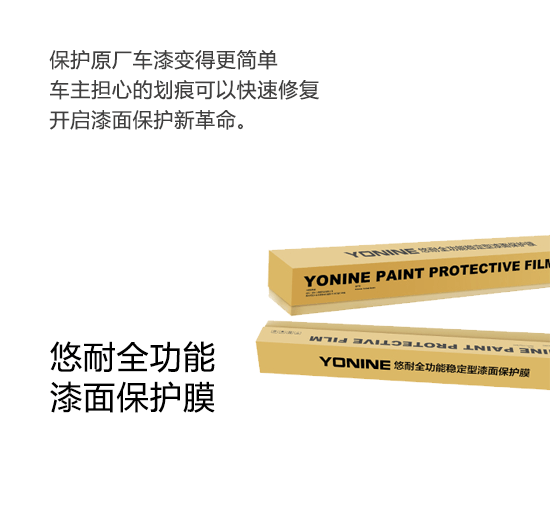 保护原厂车漆变得更简单
车主担心的划痕可以快速修复
开启漆面保护新革命。
YONINE 悠耐全功能稳定型漆面保护膜
YONINE PAINT PROTECTIVE FILM
YONINE PAINT PROTECTIVE FILM
YONINE 悠耐全功能稳定型漆面保护膜
悠耐全功能
漆面保护膜